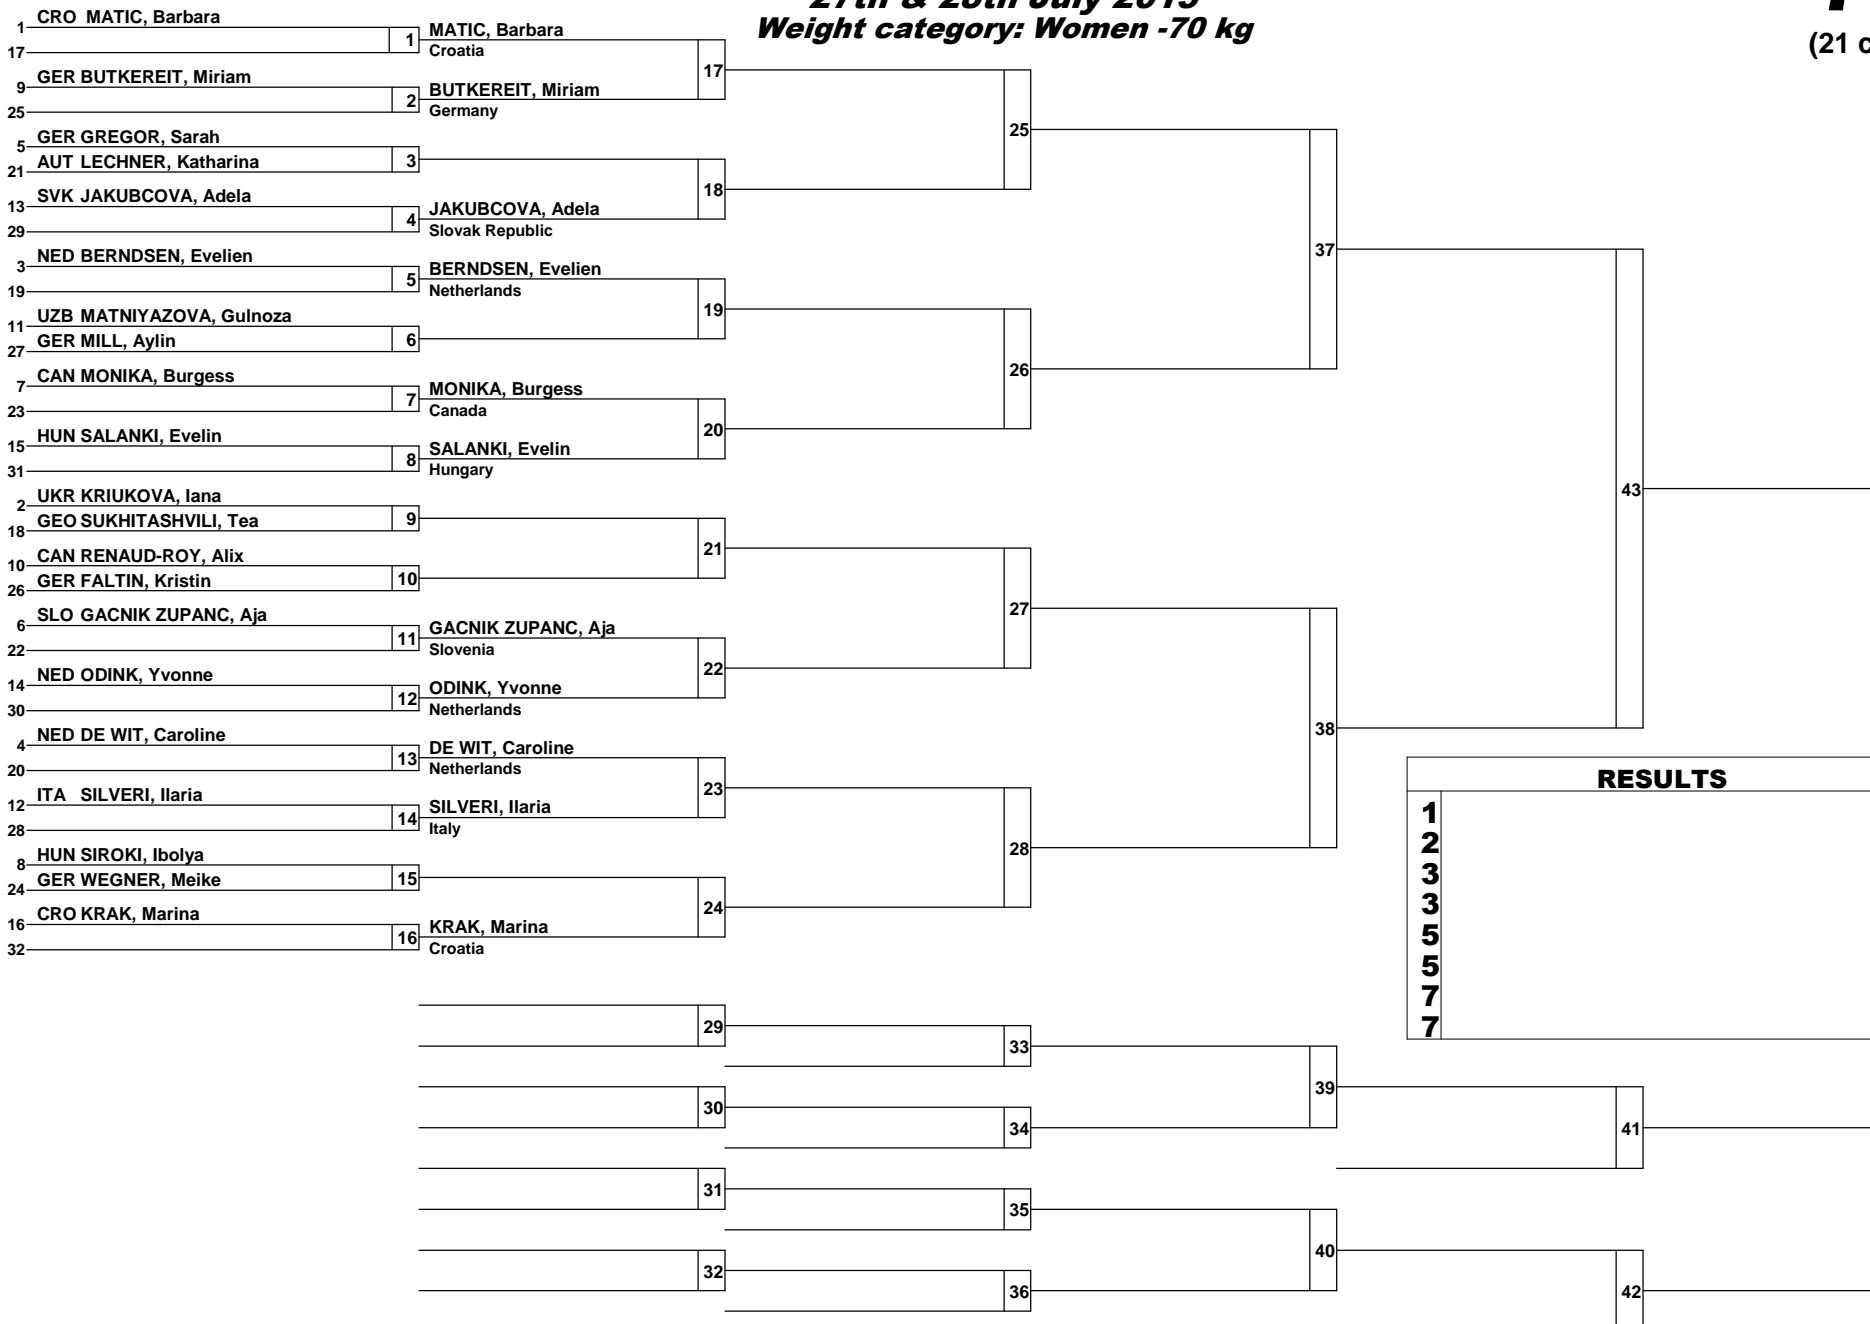 27th & 28th July 2013
Weight category: Women -70 kg
(21 c
1 CRO MATIC, Barbara
17
1 MATIC, Barbara
Croatia
9 GER BUTKEREIT, Miriam
25
2 BUTKEREIT, Miriam
Germany
17
5 GER GREGOR, Sarah
21 AUT LECHNER, Katharina
3
13 SVK JAKUBCOVA, Adela
29
4 JAKUBCOVA, Adela
Slovak Republic
18
25
3 NED BERNDSEN, Evelien
19
5 BERNDSEN, Evelien
Netherlands
11 UZB MATNIYAZOVA, Gulnoza
27 GER MILL, Aylin
6
19
7 CAN MONIKA, Burgess
23
7 MONIKA, Burgess
Canada
15 HUN SALANKI, Evelin
31
8 SALANKI, Evelin
Hungary
20
26
37
2 UKR KRIUKOVA, Iana
18 GEO SUKHITASHVILI, Tea
9
10 CAN RENAUD-ROY, Alix
26 GER FALTIN, Kristin
10
21
6 SLO GACNIK ZUPANC, Aja
22
11 GACNIK ZUPANC, Aja
Slovenia
14 NED ODINK, Yvonne
30
12 ODINK, Yvonne
Netherlands
22
27
4 NED DE WIT, Caroline
20
13 DE WIT, Caroline
Netherlands
12 ITA SILVERI, Ilaria
28
14 SILVERI, Ilaria
Italy
23
8 HUN SIROKI, Ibolya
24 GER WEGNER, Meike
15
16 CRO KRAK, Marina
32
16 KRAK, Marina
Croatia
24
28
38
43
RESULTS
1
2
3
3
5
5
7
7
29
33
30
34
39
41
31
35
32
36
40
42